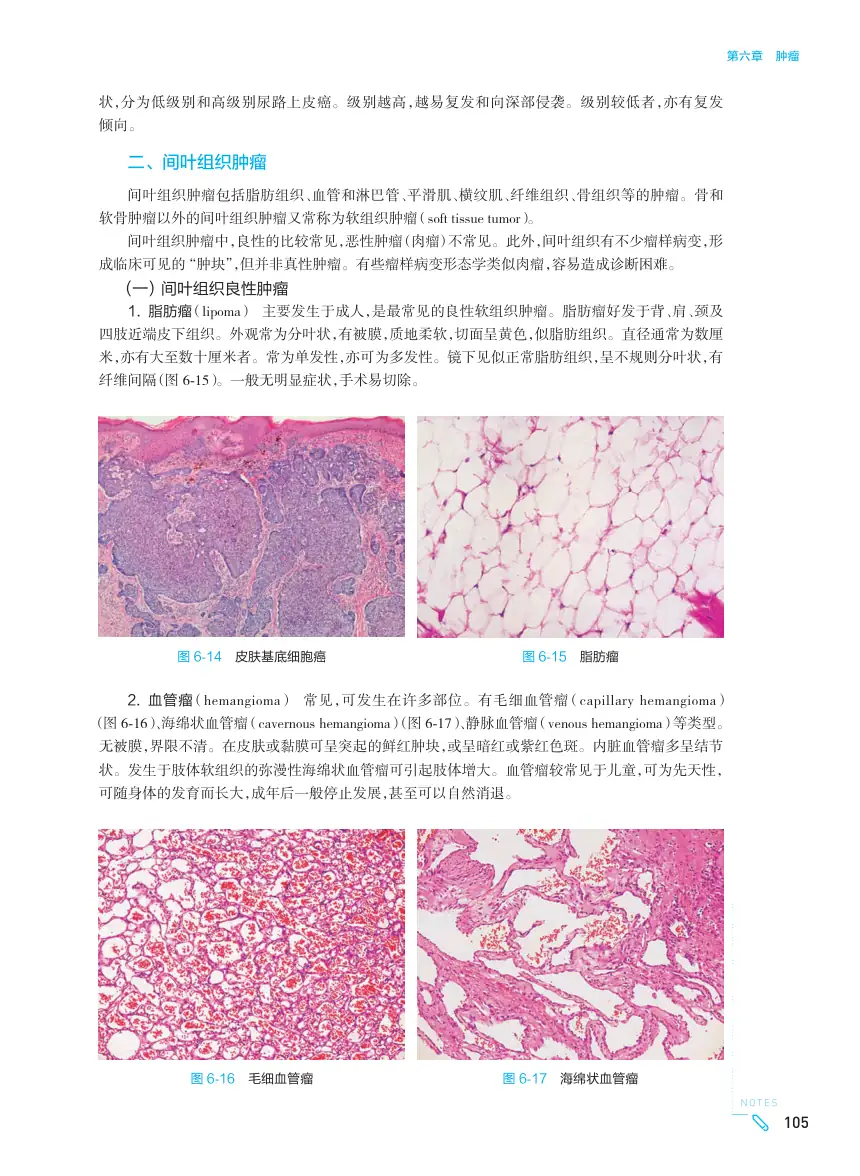 第六章 肿瘤
状,分为低级别和高级别尿路上皮癌。级别越高,越易复发和向深部侵袭。级别较低者,亦有复发
倾向。
二、间叶组织肿瘤
间叶组织肿瘤包括脂肪组织、血管和淋巴管、平滑肌、横纹肌、纤维组织、骨组织等的肿瘤。骨和
软骨肿瘤以外的间叶组织肿瘤又常称为软组织肿瘤(soft tissue tumor)。
间叶组织肿瘤中,良性的比较常见,恶性肿瘤(肉瘤)不常见。此外,间叶组织有不少瘤样病变,形
成临床可见的“肿块”,但并非真性肿瘤。有些瘤样病变形态学类似肉瘤,容易造成诊断困难。
(一)间叶组织良性肿瘤
1. 脂肪瘤(lipoma) 主要发生于成人,是最常见的良性软组织肿瘤。脂肪瘤好发于背、肩、颈及
四肢近端皮下组织。外观常为分叶状,有被膜,质地柔软,切面呈黄色,似脂肪组织。直径通常为数厘
米,亦有大至数十厘米者。常为单发性,亦可为多发性。镜下见似正常脂肪组织,呈不规则分叶状,有
纤维间隔(图 6-15)。一般无明显症状,手术易切除。
图 6-14 皮肤基底细胞癌
图 6-15 脂肪瘤
2. 血管瘤(hemangioma) 常见,可发生在许多部位。有毛细血管瘤(capillary hemangioma)
(图 6-16)、海绵状血管瘤(cavernous hemangioma)(图 6-17)、静脉血管瘤(venous hemangioma)等类型。
无被膜,界限不清。在皮肤或黏膜可呈突起的鲜红肿块,或呈暗红或紫红色斑。内脏血管瘤多呈结节
状。发生于肢体软组织的弥漫性海绵状血管瘤可引起肢体增大。血管瘤较常见于儿童,可为先天性,
可随身体的发育而长大,成年后一般停止发展,甚至可以自然消退。
图 6-16 毛细血管瘤
图 6-17 海绵状血管瘤
NOTES
105